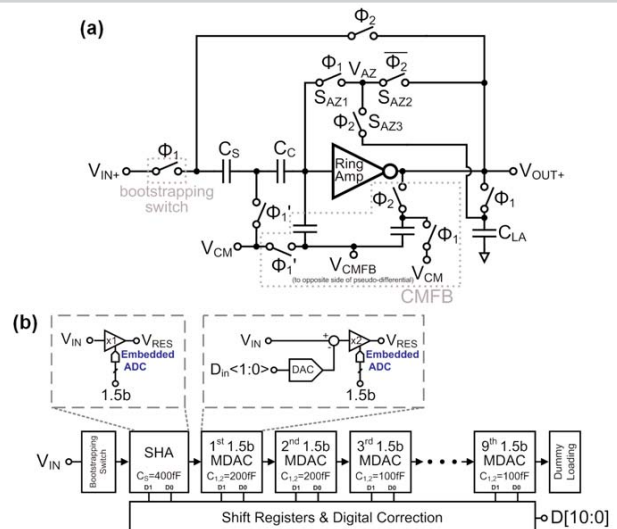 (a)
Φ2
Φ1 VAZ Φ2
SAZ1 SAZ2
Φ2 SAZ3
VIN+ Φ1 CS CC Ring Amp VOUT+
bootstrapping
switch
Φ1' Φ2 Φ1
VCM Φ1' VCMFB Φ1 CLA
(to opposite side of pseudo-differential) VCM
CMFB
(b)
VIN x1 VRES
Embedded
ADC
1.5b
VIN + - x2 VRES
Din<1:0> DAC
Embedded
ADC
1.5b
VIN
Bootstrapping
Switch
SHA
CS=400fF
D1 D0
1st 1.5b
MDAC
C1,2=200fF
D1 D0
2nd 1.5b
MDAC
C1,2=200fF
D1 D0
3rd 1.5b
MDAC
C1,2=100fF
D1 D0
9th 1.5b
MDAC
C1,2=100fF
D1 D0
Dummy
Loading
Shift Registers & Digital Correction
D[10:0]